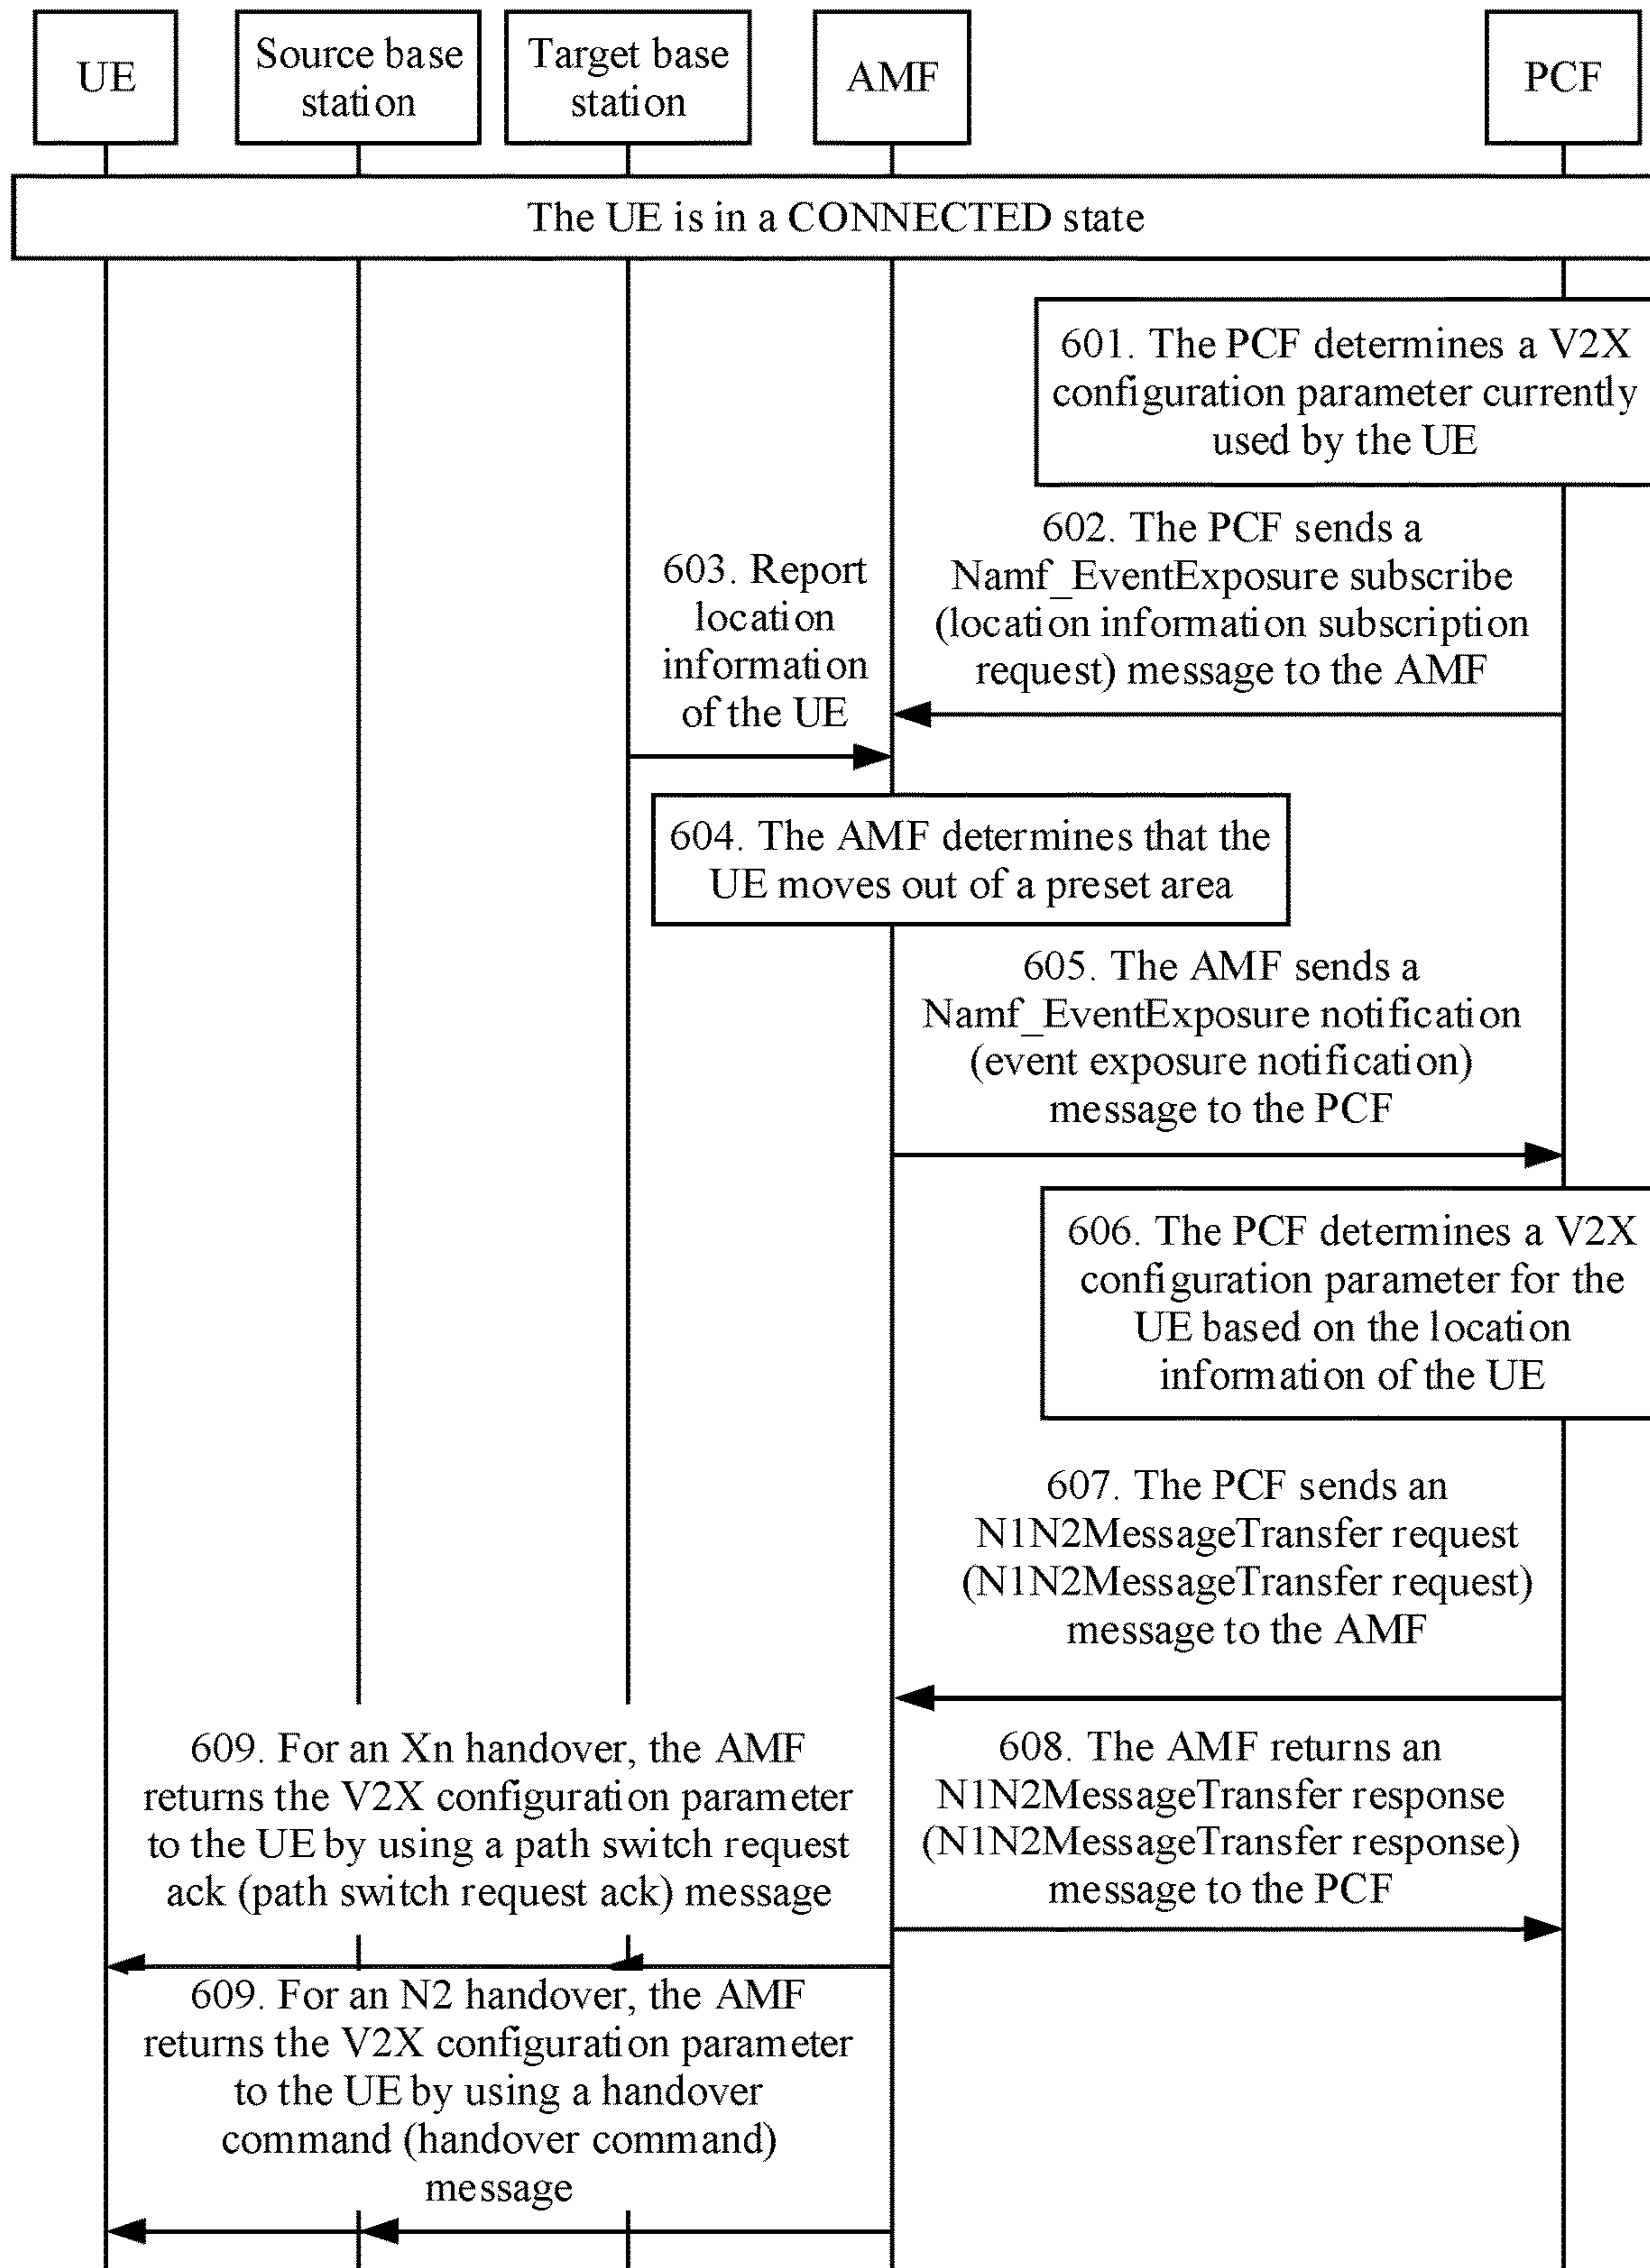 UE
Source base
station
Target base
station
AMF
PCF
The UE is in a CONNECTED state
601. The PCF determines a V2X
configuration parameter currently
used by the UE
602. The PCF sends a
Namf_EventExposure subscribe
(location information subscription
request) message to the AMF
603. Report
location
information
of the UE
604. The AMF determines that the
UE moves out of a preset area
605. The AMF sends a
Namf_EventExposure notification
(event exposure notification)
message to the PCF
606. The PCF determines a V2X
configuration parameter for the
UE based on the location
information of the UE
607. The PCF sends an
N1N2MessageTransfer request
(N1N2MessageTransfer request)
message to the AMF
608. The AMF returns an
N1N2MessageTransfer response
(N1N2MessageTransfer response)
message to the PCF
609. For an Xn handover, the AMF
returns the V2X configuration parameter
to the UE by using a path switch request
ack (path switch request ack) message
609. For an N2 handover, the AMF
returns the V2X configuration parameter
to the UE by using a handover
command (handover command)
message